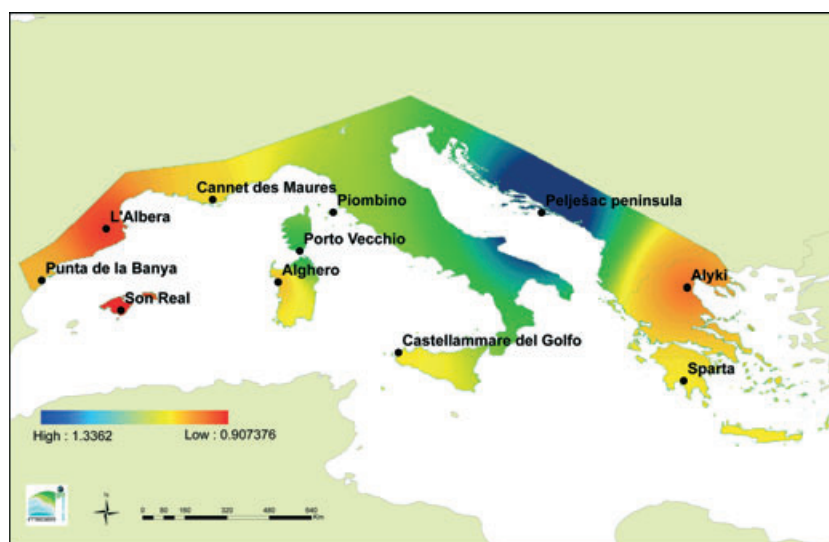 Cannet des Maures
Piombino
Pelješac peninsula
L'Albera
Porto Vecchio
Punta de la Banya
Alghero
Alyki
Son Real
Castellammare del Golfo
Sparta
High : 1.3362
Low : 0.907376
N
0 80 160 320 480 640
Km